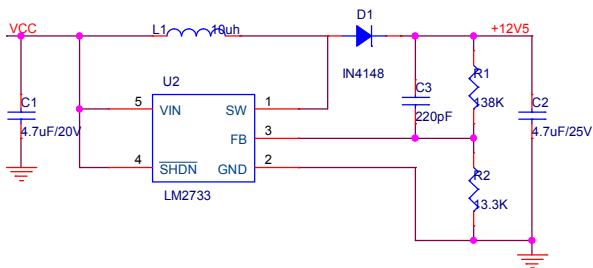 D1
VCC
L1
10uh
+12V5
U2
IN4148
R1
C3
C1
5
VIN
SW
1
138K
C2
4.7uF/20V
220pF
4.7uF/25V
FB
3
4
SHDN
GND
2
R2
LM2733
13.3K